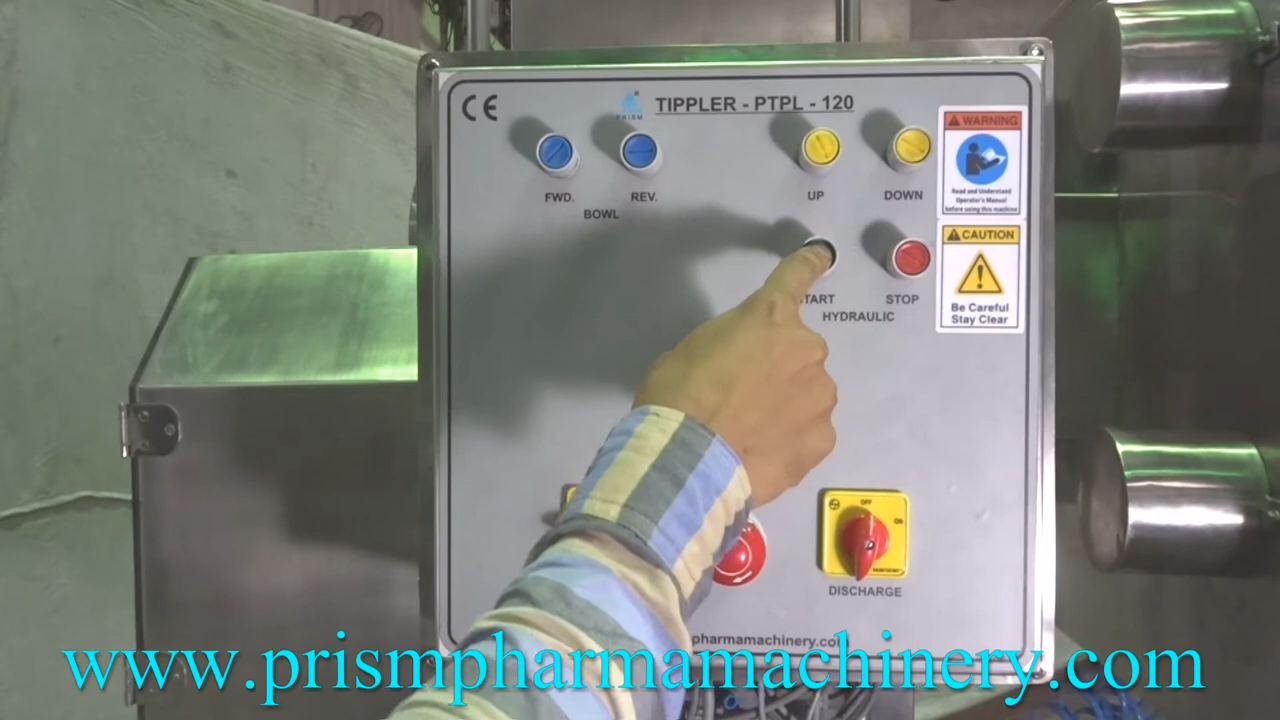 CE
PRISM
TIPPLER - PTPL - 120
FWD.
REV.
BOWL
UP
DOWN
START
STOP
HYDRAULIC
WARNING
Read and Understand
Operator's Manual
before using this machine
CAUTION
Be Careful
Stay Clear
OFF
ON
DISCHARGE
pharmamachinery.co
www.prismpharmamachinery.com